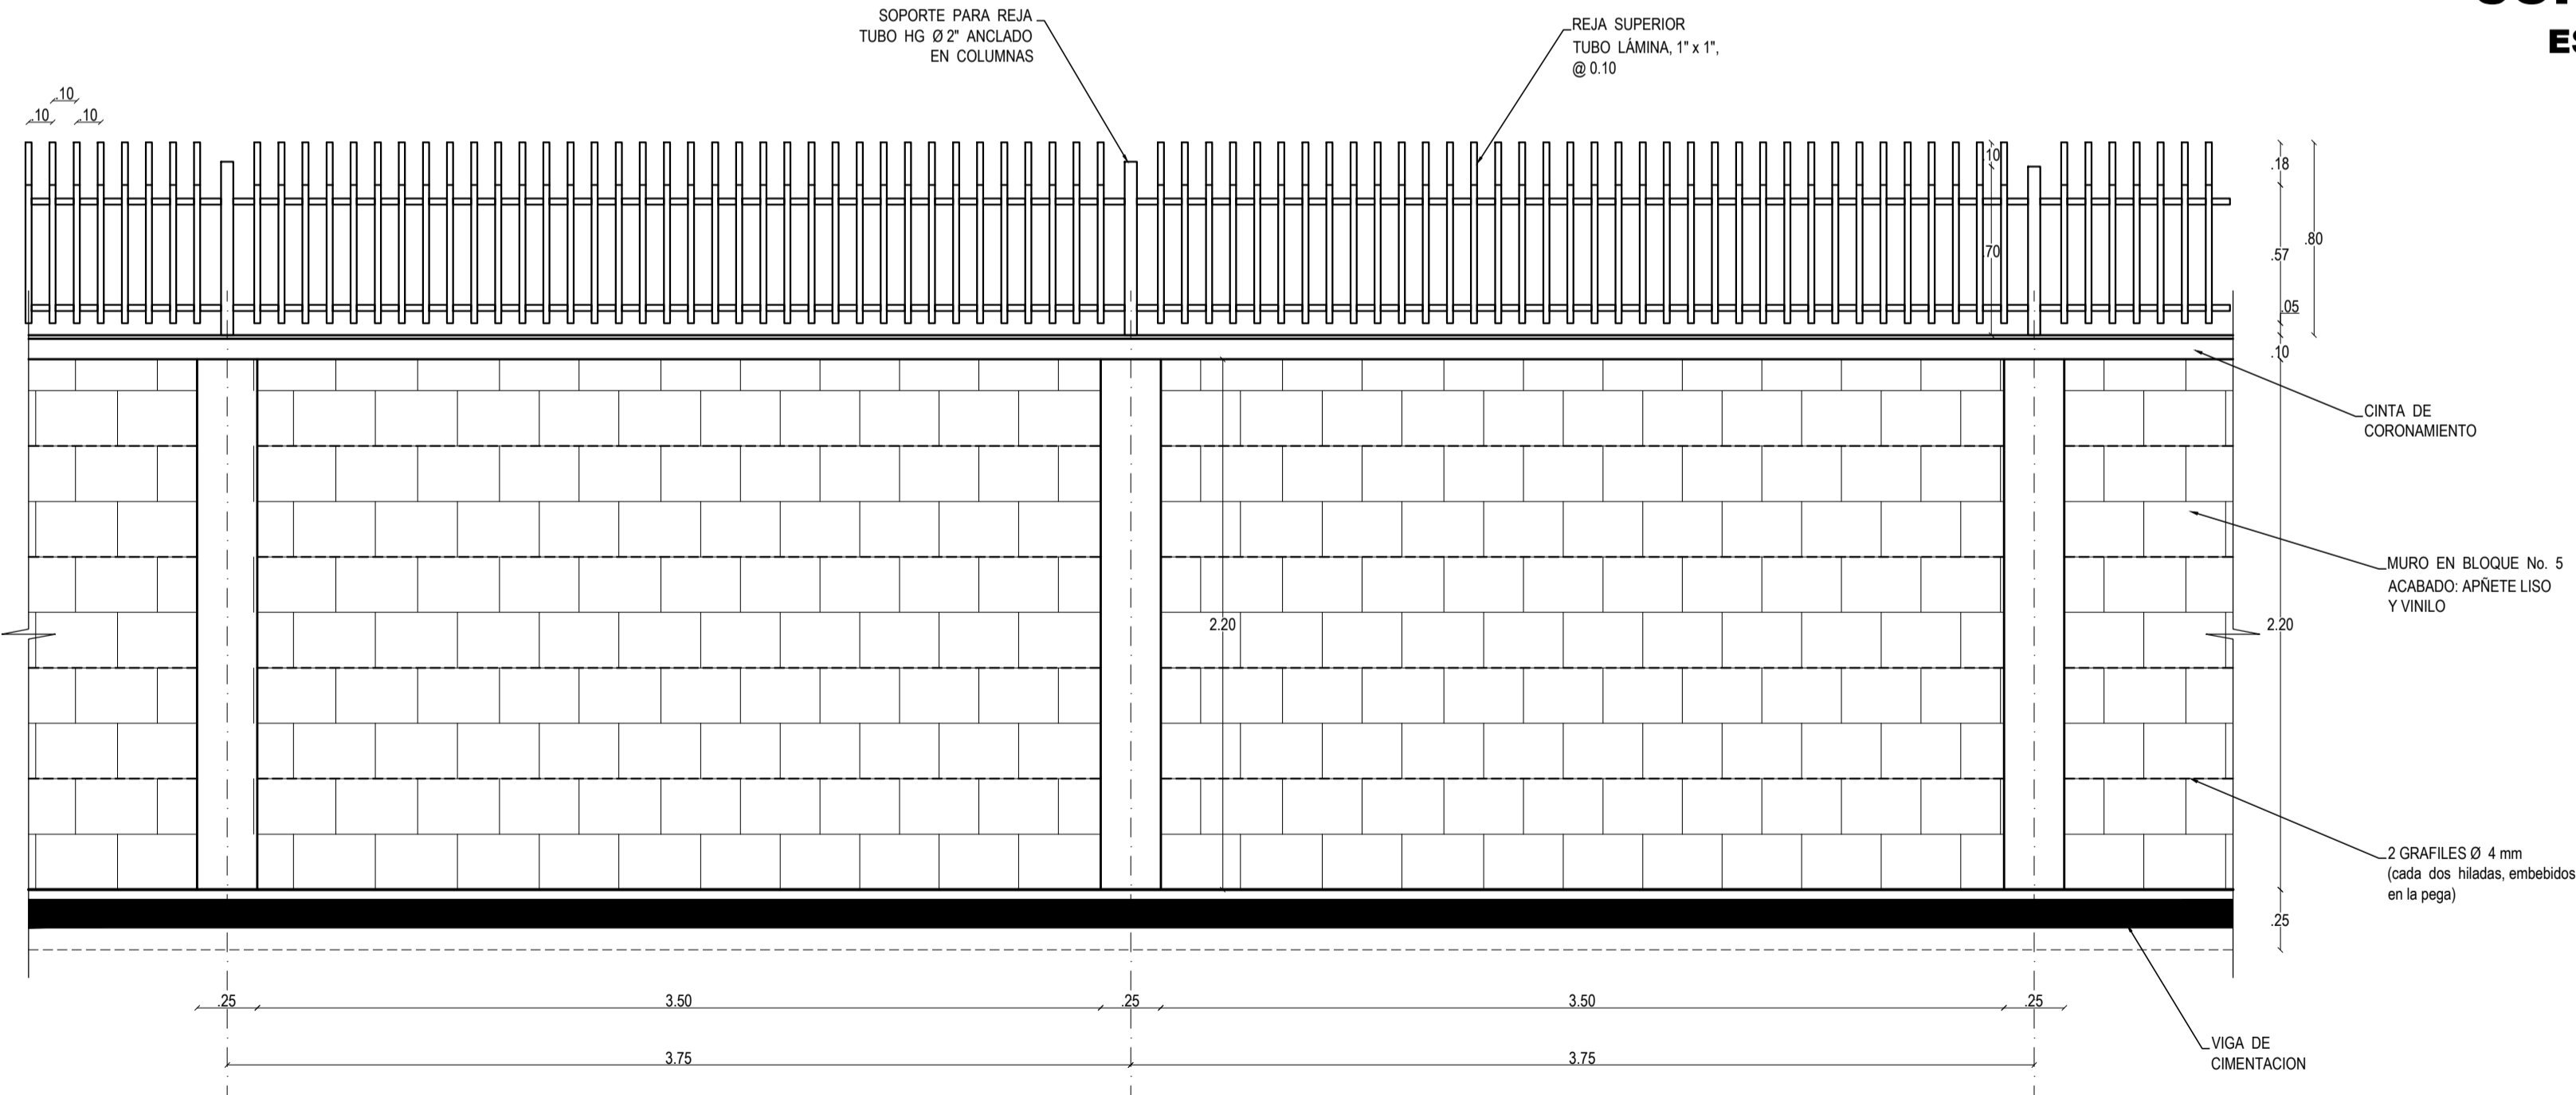 SOPORTE PARA REJA
TUBO HG Ø 2" ANCLADO
EN COLUMNAS
REJA SUPERIOR
TUBO LÁMINA, 1" x 1",
@ 0.10
.10
.10
.10
.10
.70
.18
.57
.80
.05
.10
CINTA DE
CORONAMIENTO
MURO EN BLOQUE No. 5
ACABADO: APÑETE LISO
Y VINILO
2.20
2.20
2 GRAFILES Ø 4 mm
(cada dos hiladas, embebidos
en la pega)
.25
.25
3.50
.25
3.50
.25
VIGA DE
CIMENTACION
3.75
3.75